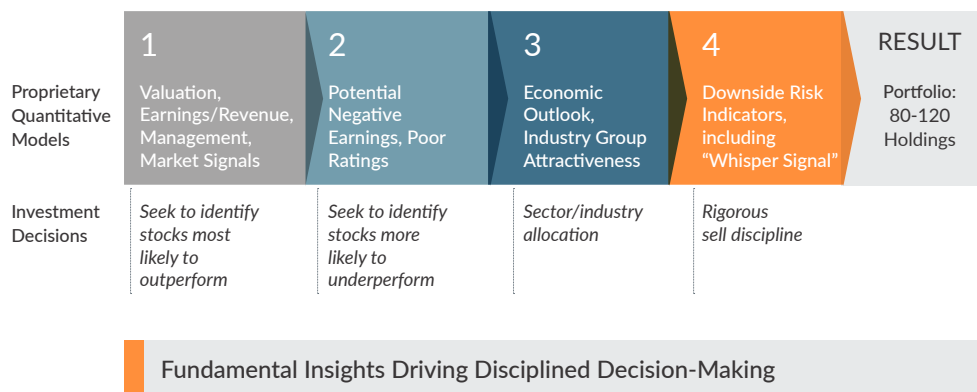 1
2
3
4
RESULT
Proprietary
Quantitative
Models
Valuation,
Earnings/Revenue,
Management,
Market Signals
Potential
Negative
Earnings, Poor
Ratings
Economic
Outlook,
Industry Group
Attractiveness
Downside Risk
Indicators,
including
“Whisper Signal”
Portfolio:
80-120
Holdings
Investment
Decisions
Seek to identify
stocks most
likely to
outperform
Seek to identify
stocks more
likely to
underperform
Sector/industry
allocation
Rigorous
sell discipline
Fundamental Insights Driving Disciplined Decision-Making